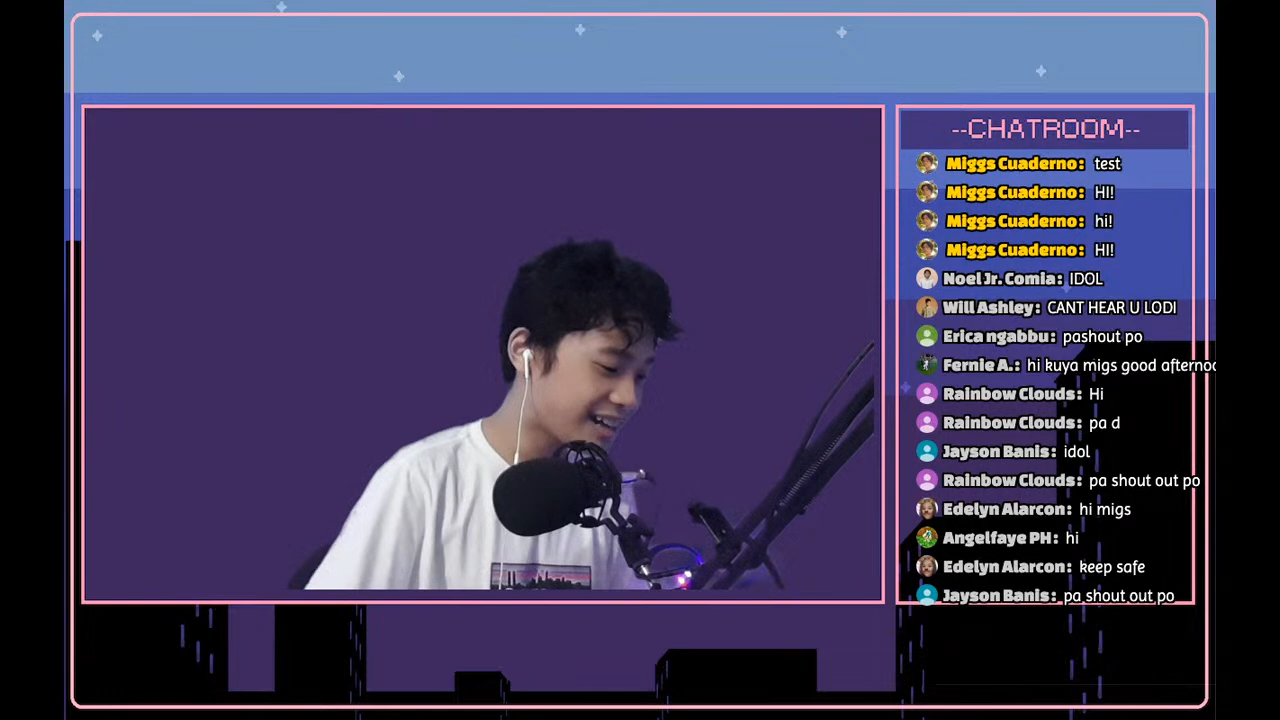 --CHATROOM--
Miggs Cuaderno: test
Miggs Cuaderno: HI!
Miggs Cuaderno: hi!
Miggs Cuaderno: HI!
Noel Jr. Comia: IDOL
Will Ashley: CANT HEAR U LODI
Erica ngabbu: pashout po
Fernie A.: hi kuya migs good afternoo
Rainbow Clouds: Hi
Rainbow Clouds: pa d
Jayson Banis: idol
Rainbow Clouds: pa shout out po
Edelyn Alarcon: hi migs
Angelfaye PH: hi
Edelyn Alarcon: keep safe
Jayson Banis: pa shout out po